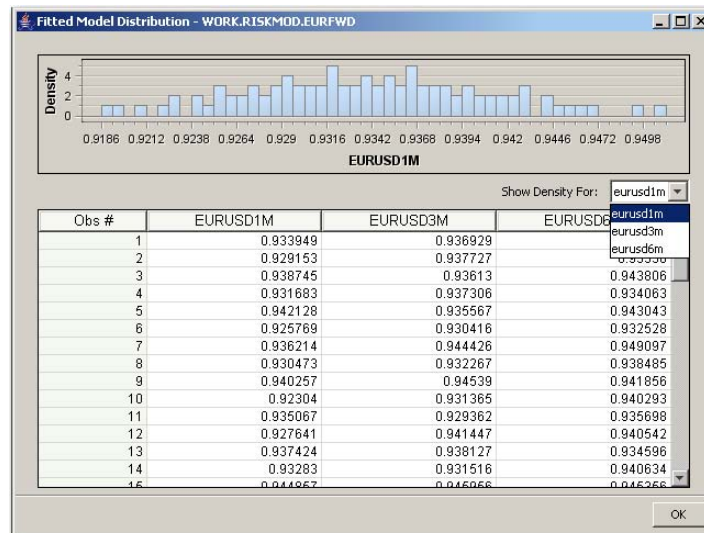 Fitted Model Distribution - WORK.RISKMOD.EURFWD
Density
4
2
0
0.9186 0.9212 0.9238 0.9264 0.929 0.9316 0.9342 0.9368 0.9394 0.942 0.9446 0.9472 0.9498
EURUSD1M
Show Density For: eurusd1m
eurusd1m
eurusd3m
eurusd6m
Obs # EURUSD1M EURUSD3M EURUSD6
1 0.933949 0.936929
2 0.929153 0.937727
3 0.938745 0.93613 0.943806
4 0.931683 0.937306 0.934063
5 0.942128 0.935567 0.943043
6 0.925769 0.930416 0.932528
7 0.936214 0.944426 0.949097
8 0.930473 0.932267 0.938485
9 0.940257 0.94539 0.941856
10 0.92304 0.931365 0.940293
11 0.935067 0.929362 0.935698
12 0.927641 0.941447 0.940542
13 0.937424 0.938127 0.934596
14 0.93283 0.931516 0.940634
OK